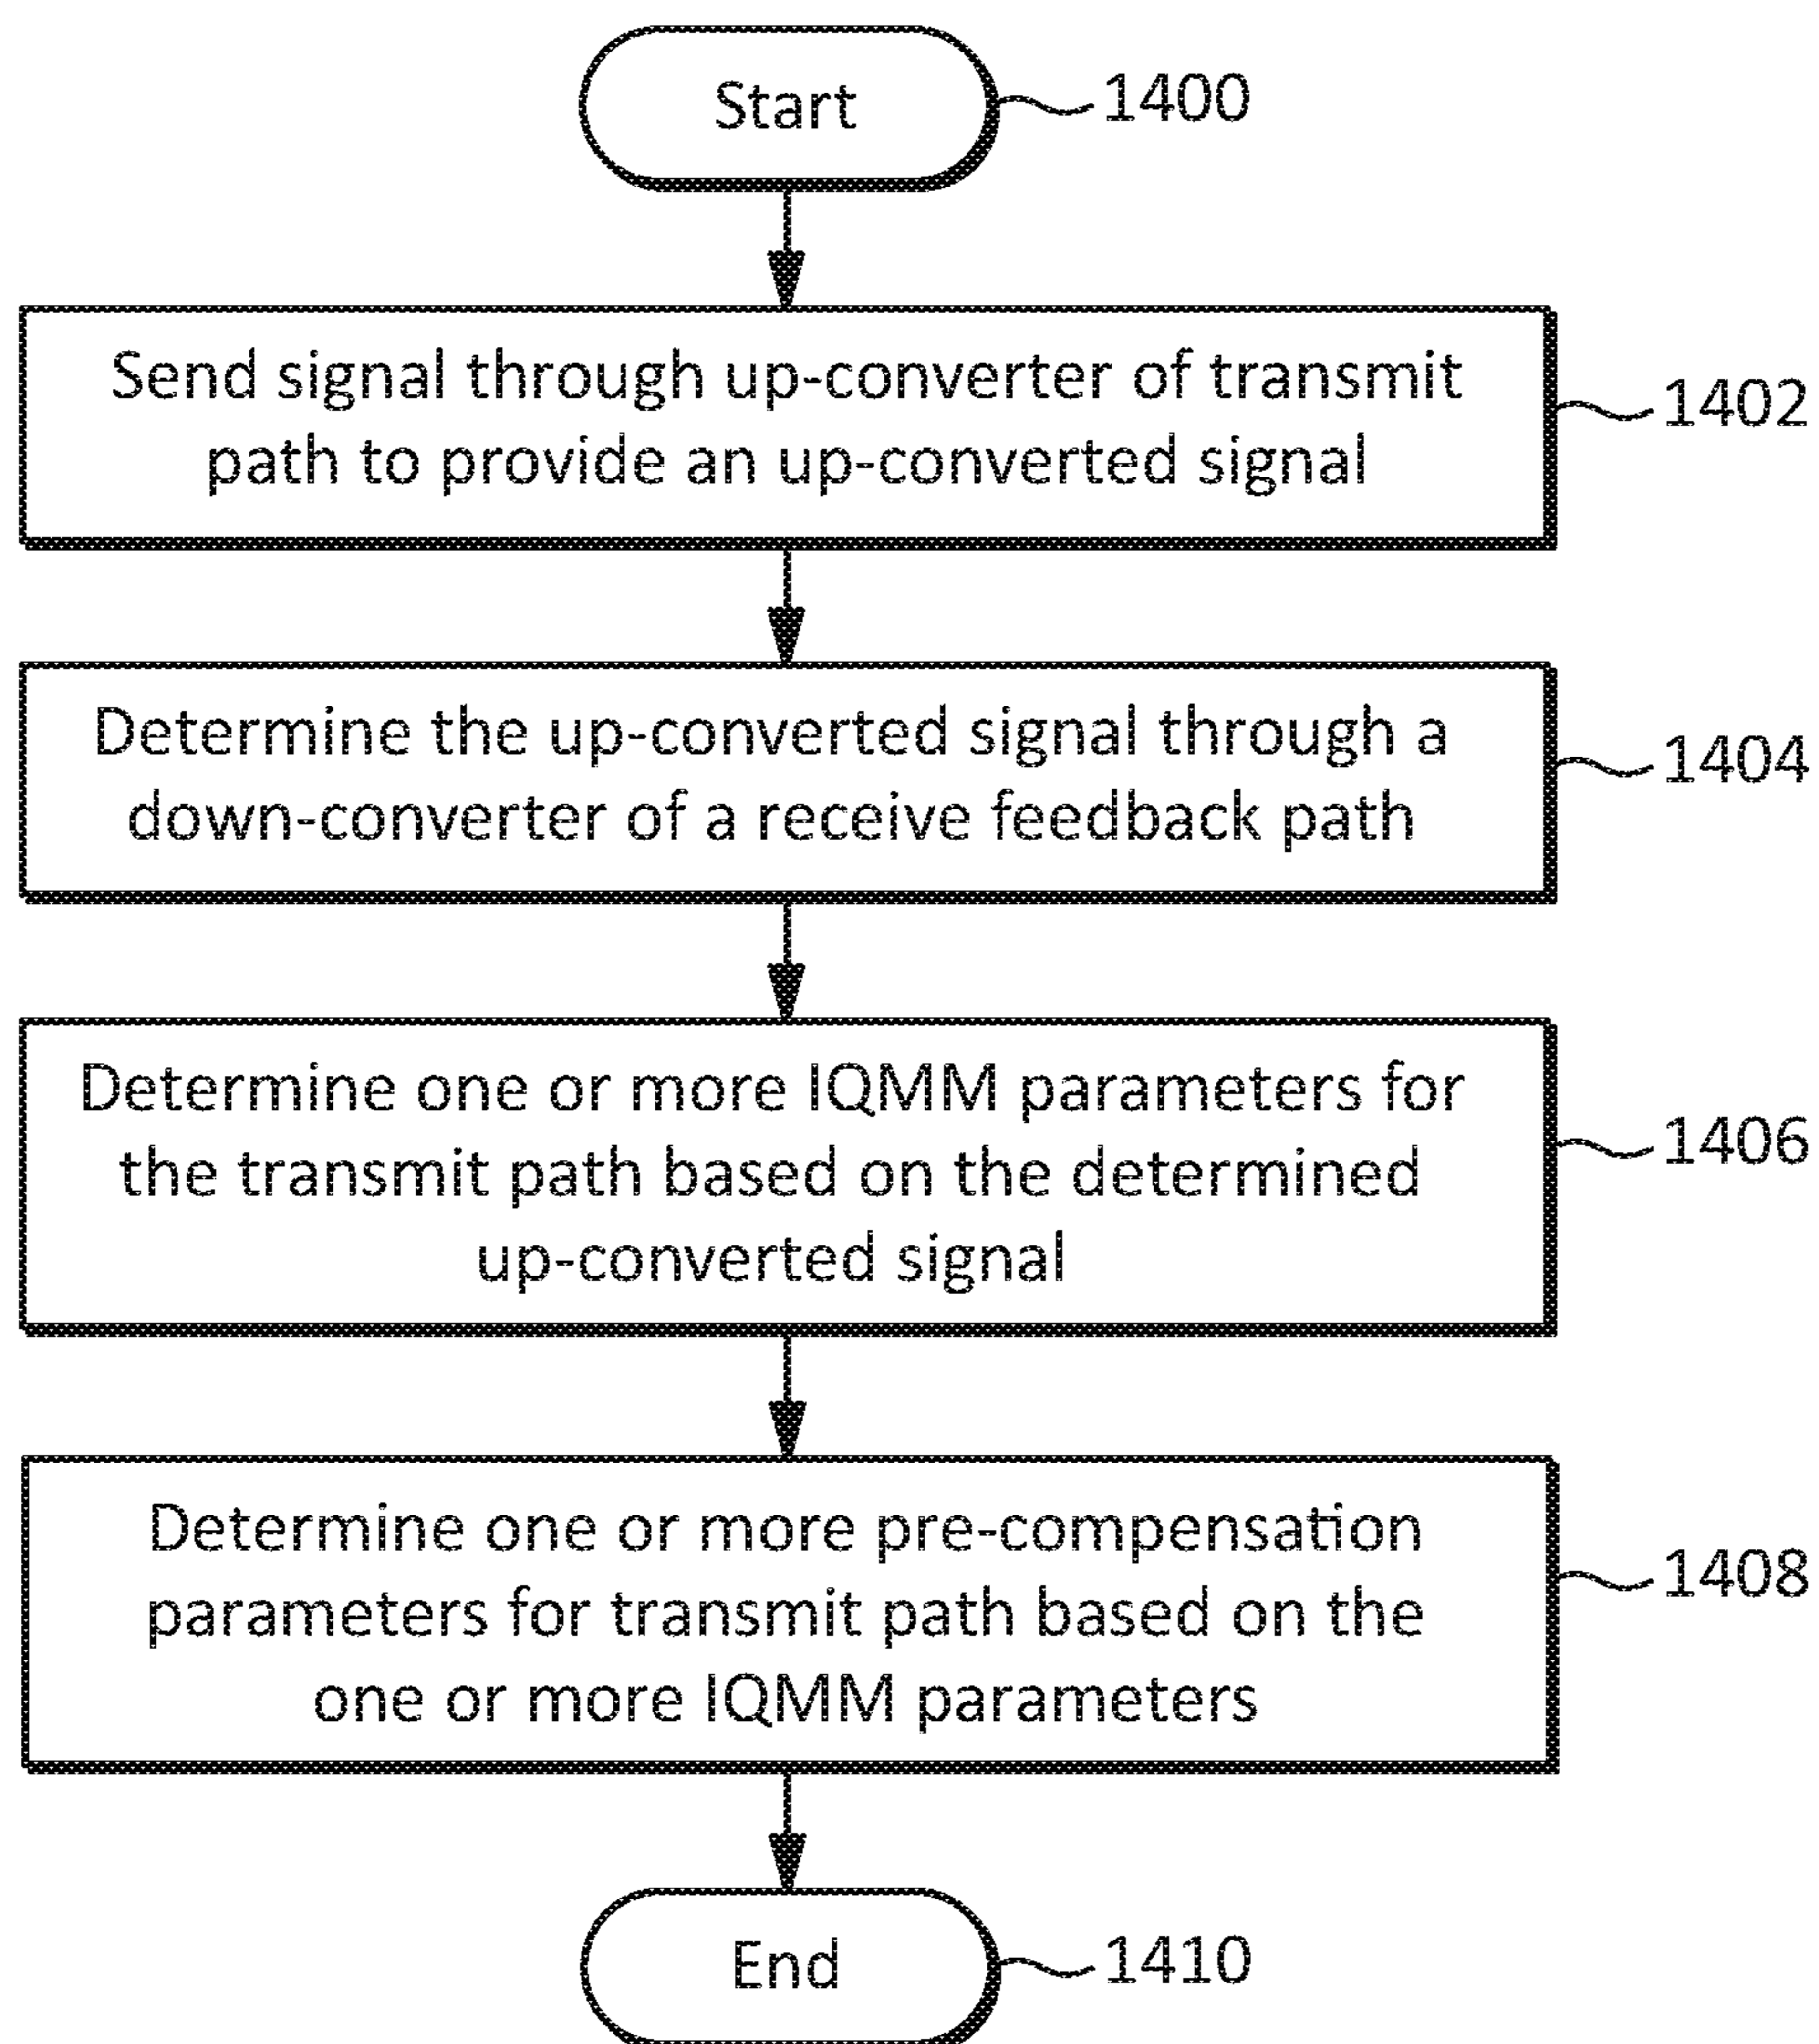 Start
1400
Send signal through up-converter of transmit
path to provide an up-converted signal
1402
Determine the up-converted signal through a
down-converter of a receive feedback path
1404
Determine one or more IQMM parameters for
the transmit path based on the determined
up-converted signal
1406
Determine one or more pre-compensation
parameters for transmit path based on the
one or more IQMM parameters
1408
End
1410